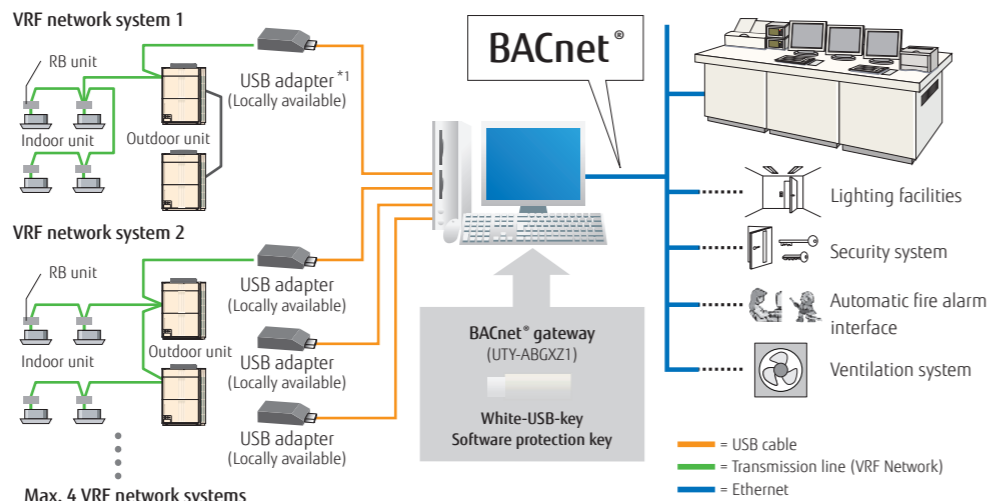 VRF network system 1
RB unit
Indoor unit
Outdoor unit
USB adapter *1
(Locally available)
VRF network system 2
RB unit
Indoor unit
Outdoor unit
USB adapter
(Locally available)
USB adapter
(Locally available)
USB adapter
(Locally available)
Max. 4 VRF network systems
BACnet®
BACnet® gateway
(UTY-ABGXZ1)
White-USB-key
Software protection key
Lighting facilities
Security system
Automatic fire alarm
interface
Ventilation system
= USB cable
= Transmission line (VRF Network)
= Ethernet